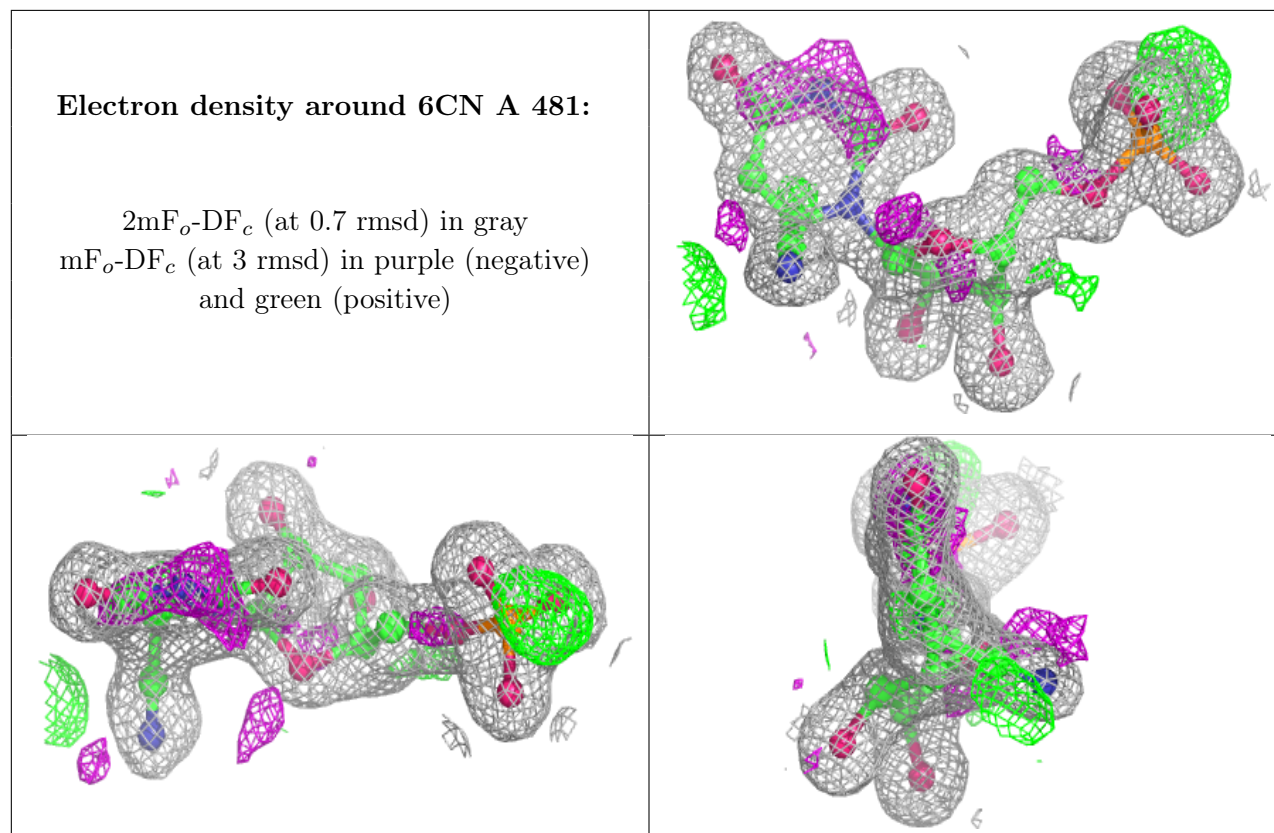 Electron density around 6CN A 481:
2mFo-DFc (at 0.7 rmsd) in gray
mFo-DFc (at 3 rmsd) in purple (negative)
and green (positive)